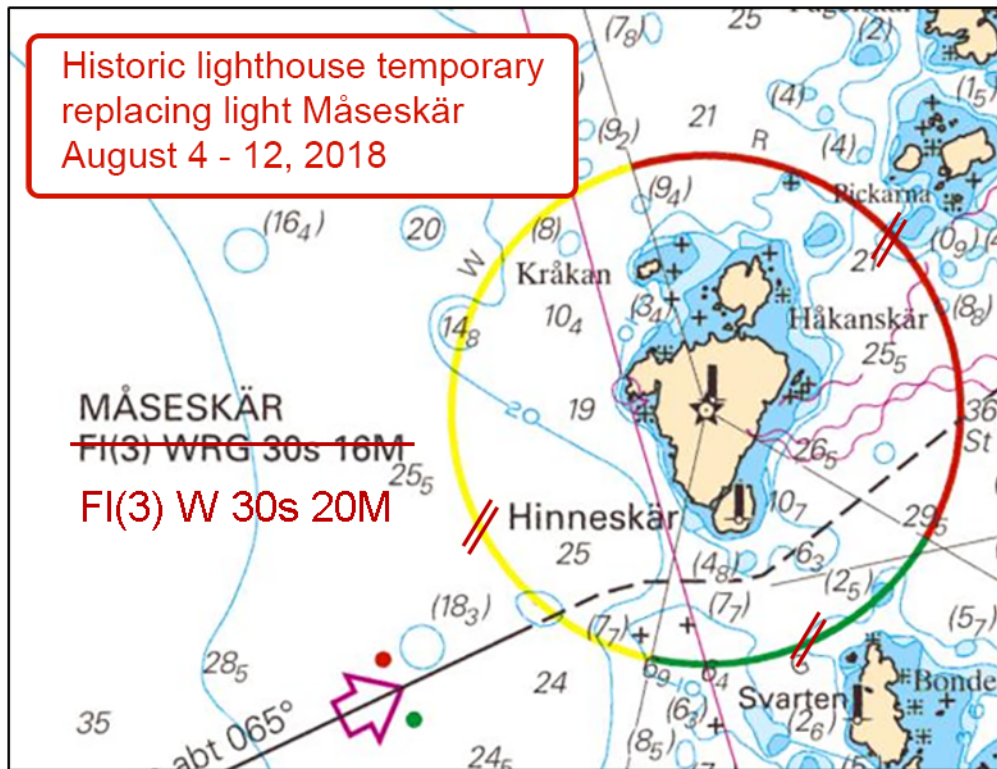 Historic lighthouse temporary
replacing light Måseskär
August 4 - 12, 2018
(7₈)
25
(2)
(1₅)
(4)
21
(9₂)
R
(4)
(9₄)
Pickarna
(16₄)
20
(8)
W
(0₉)
21
Kråkan
(3₄)
10₄
14₈
Håkanskär
(8₈)
25₅
MÅSESKÄR
Fl(3) WRG 30s 16M
19
20
36
St
26₅
25₅
Fl(3) W 30s 20M
Hinneskär
10₇
29₅
25
6₃
(4₈)
(2₅)
(18₃)
(7₇)
(7₇)
(5₇)
28₅
6₉
6₄
G
24
Svarten
Bonde
(6₃)
(2₆)
35
abt 065°
(8₅)
24₅